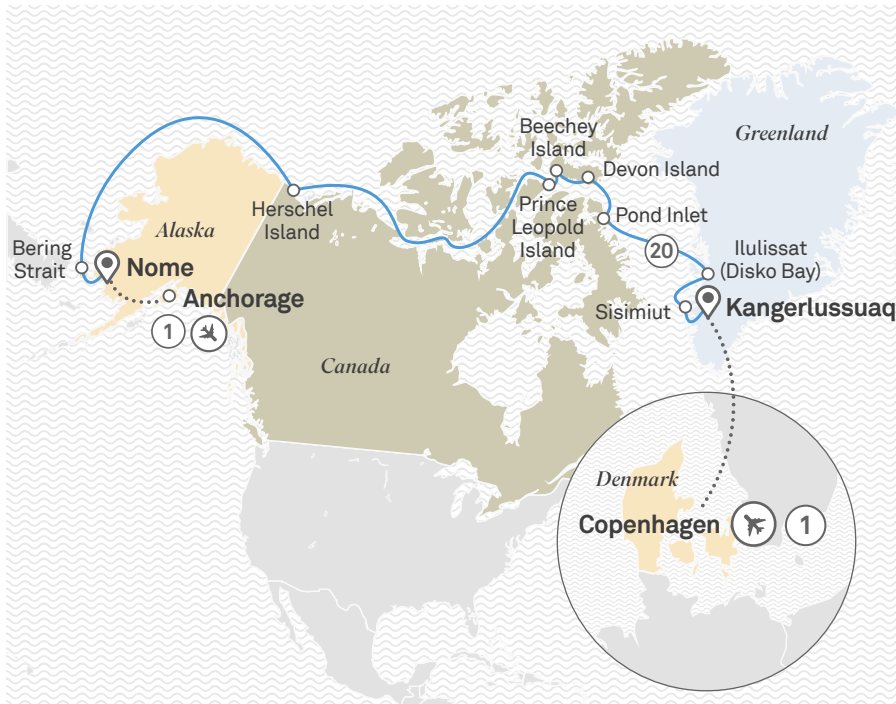 Greenland
Beechey
Island
Devon Island
Prince
Leopold
Island
Pond Inlet
Herschel
Island
Alaska
Bering
Strait
Nome
20
Ilulissat
(Disko Bay)
Anchorage
Sisimiut
Kangerlussuaq
1
Canada
Denmark
Copenhagen
1